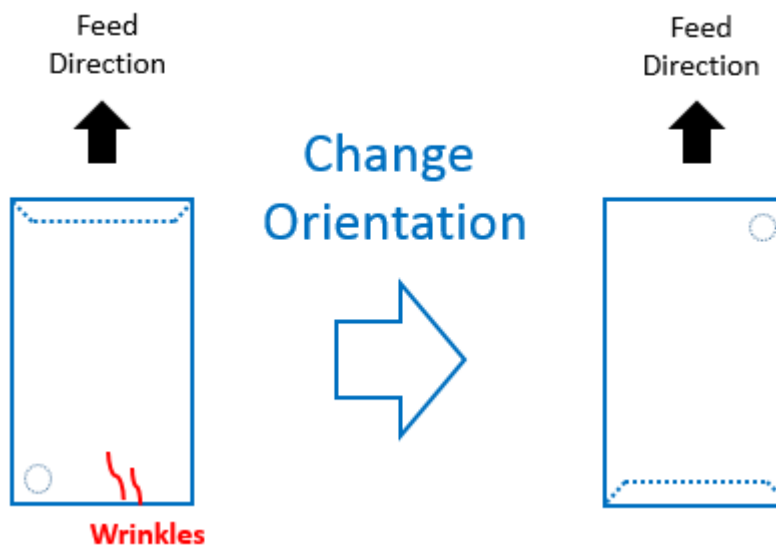 Feed
Direction
Feed
Direction
Change
Orientation
Wrinkles